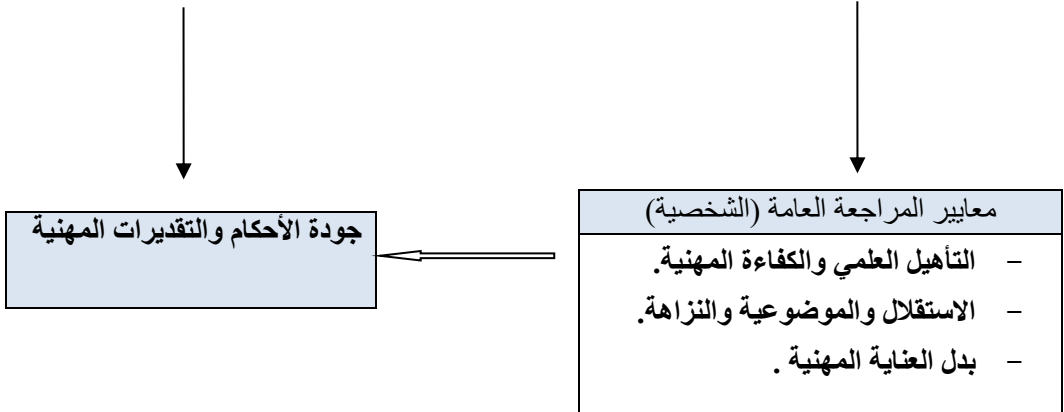 معايير المراجعة العامة (الشخصية)
– التأهيل العلمي والكفاءة المهنية.
– الاستقلال والموضوعية والنزاهة.
– بدل العناية المهنية .
جودة الأحكام والتقديرات المهنية